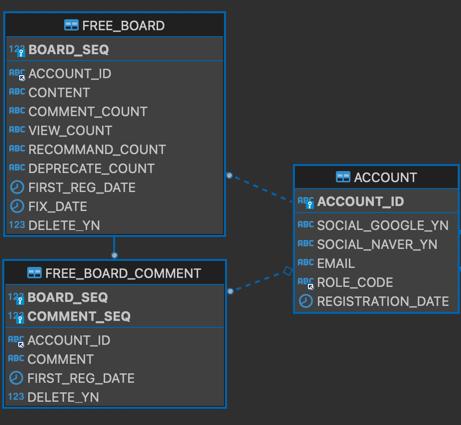 FREE_BOARD
123 BOARD_SEQ
ABC ACCOUNT_ID
ABC CONTENT
ABC COMMENT_COUNT
ABC VIEW_COUNT
ABC RECOMMAND_COUNT
ABC DEPRECATE_COUNT
FIRST_REG_DATE
FIX_DATE
123 DELETE_YN
ACCOUNT
ABC ACCOUNT_ID
ABC SOCIAL_GOOGLE_YN
ABC SOCIAL_NAVER_YN
ABC EMAIL
ABC ROLE_CODE
REGISTRATION_DATE
FREE_BOARD_COMMENT
123 BOARD_SEQ
123 COMMENT_SEQ
ABC ACCOUNT_ID
ABC COMMENT
FIRST_REG_DATE
123 DELETE_YN